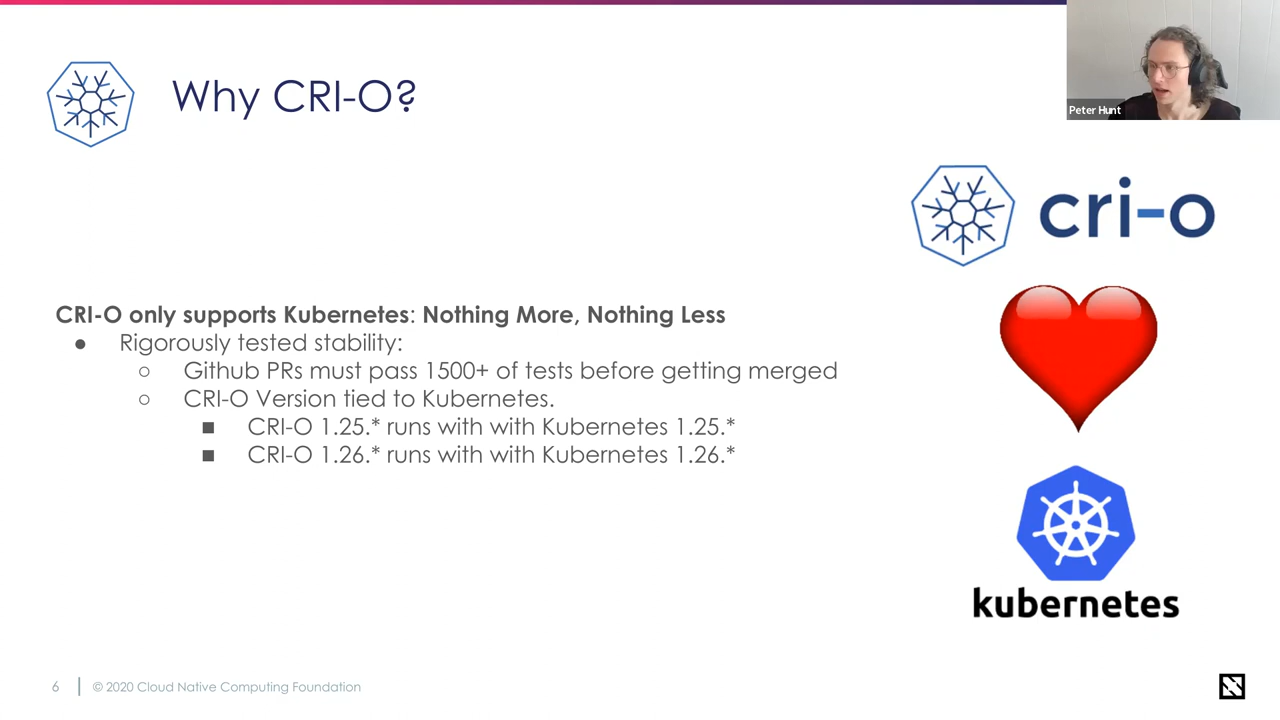 Why CRI-O?
Peter Hunt
cri-o
CRI-O only supports Kubernetes: Nothing More, Nothing Less
● Rigorously tested stability:
○ Github PRs must pass 1500+ of tests before getting merged
○ CRI-O Version tied to Kubernetes.
■ CRI-O 1.25.* runs with with Kubernetes 1.25.*
■ CRI-O 1.26.* runs with with Kubernetes 1.26.*
kubernetes
6 | © 2020 Cloud Native Computing Foundation